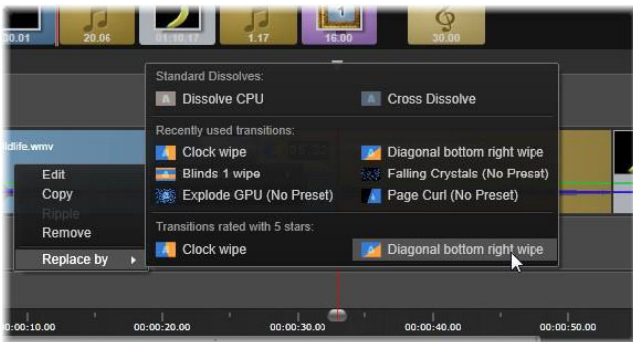 30.01 20.06 01:10.17 1.17 16.00 30.00
Standard Dissolves:
Dissolve CPU Cross Dissolve
Recently used transitions:
Clock wipe Diagonal bottom right wipe
Blinds 1 wipe Falling Crystals (No Preset)
Explode GPU (No Preset) Page Curl (No Preset)
Transitions rated with 5 stars:
Clock wipe Diagonal bottom right wipe
ldlife.wmv
Edit
Copy
Ripple
Remove
Replace by
0:00:10.00 00:00:20.00 00:00:30.00 00:00:40.00 00:00:50.00